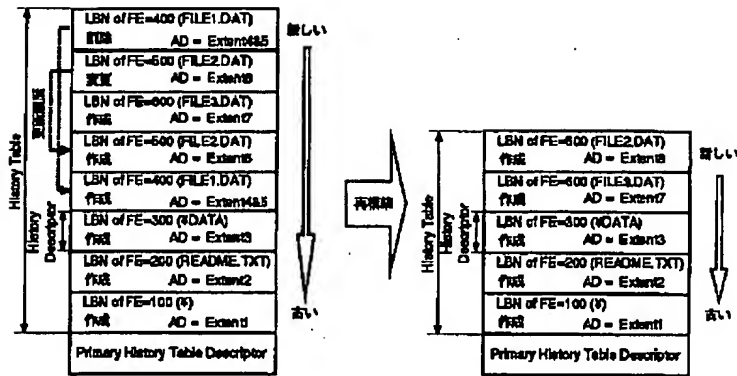 LBN of FE=400 (FILE1.DAT)
削除 AD = Extent4&5
LBN of FE=500 (FILE2.DAT)
変更 AD = Extent8
LBN of FE=600 (FILE3.DAT)
作成 AD = Extent7
LBN of FE=500 (FILE2.DAT)
作成 AD = Extent6
LBN of FE=400 (FILE1.DAT)
作成 AD = Extent4&5
LBN of FE=300 (¥DATA)
作成 AD = Extent3
LBN of FE=200 (README.TXT)
作成 AD = Extent2
LBN of FE=100 (¥)
作成 AD = Extent1
Primary History Table Descriptor
History Table
History
Descriptor
更新履歴
新しい
古い
再構築
LBN of FE=500 (FILE2.DAT)
作成 AD = Extent8
LBN of FE=600 (FILE3.DAT)
作成 AD = Extent7
LBN of FE=300 (¥DATA)
作成 AD = Extent3
LBN of FE=200 (README.TXT)
作成 AD = Extent2
LBN of FE=100 (¥)
作成 AD = Extent1
Primary History Table Descriptor
History Table
History
Descriptor
新しい
古い